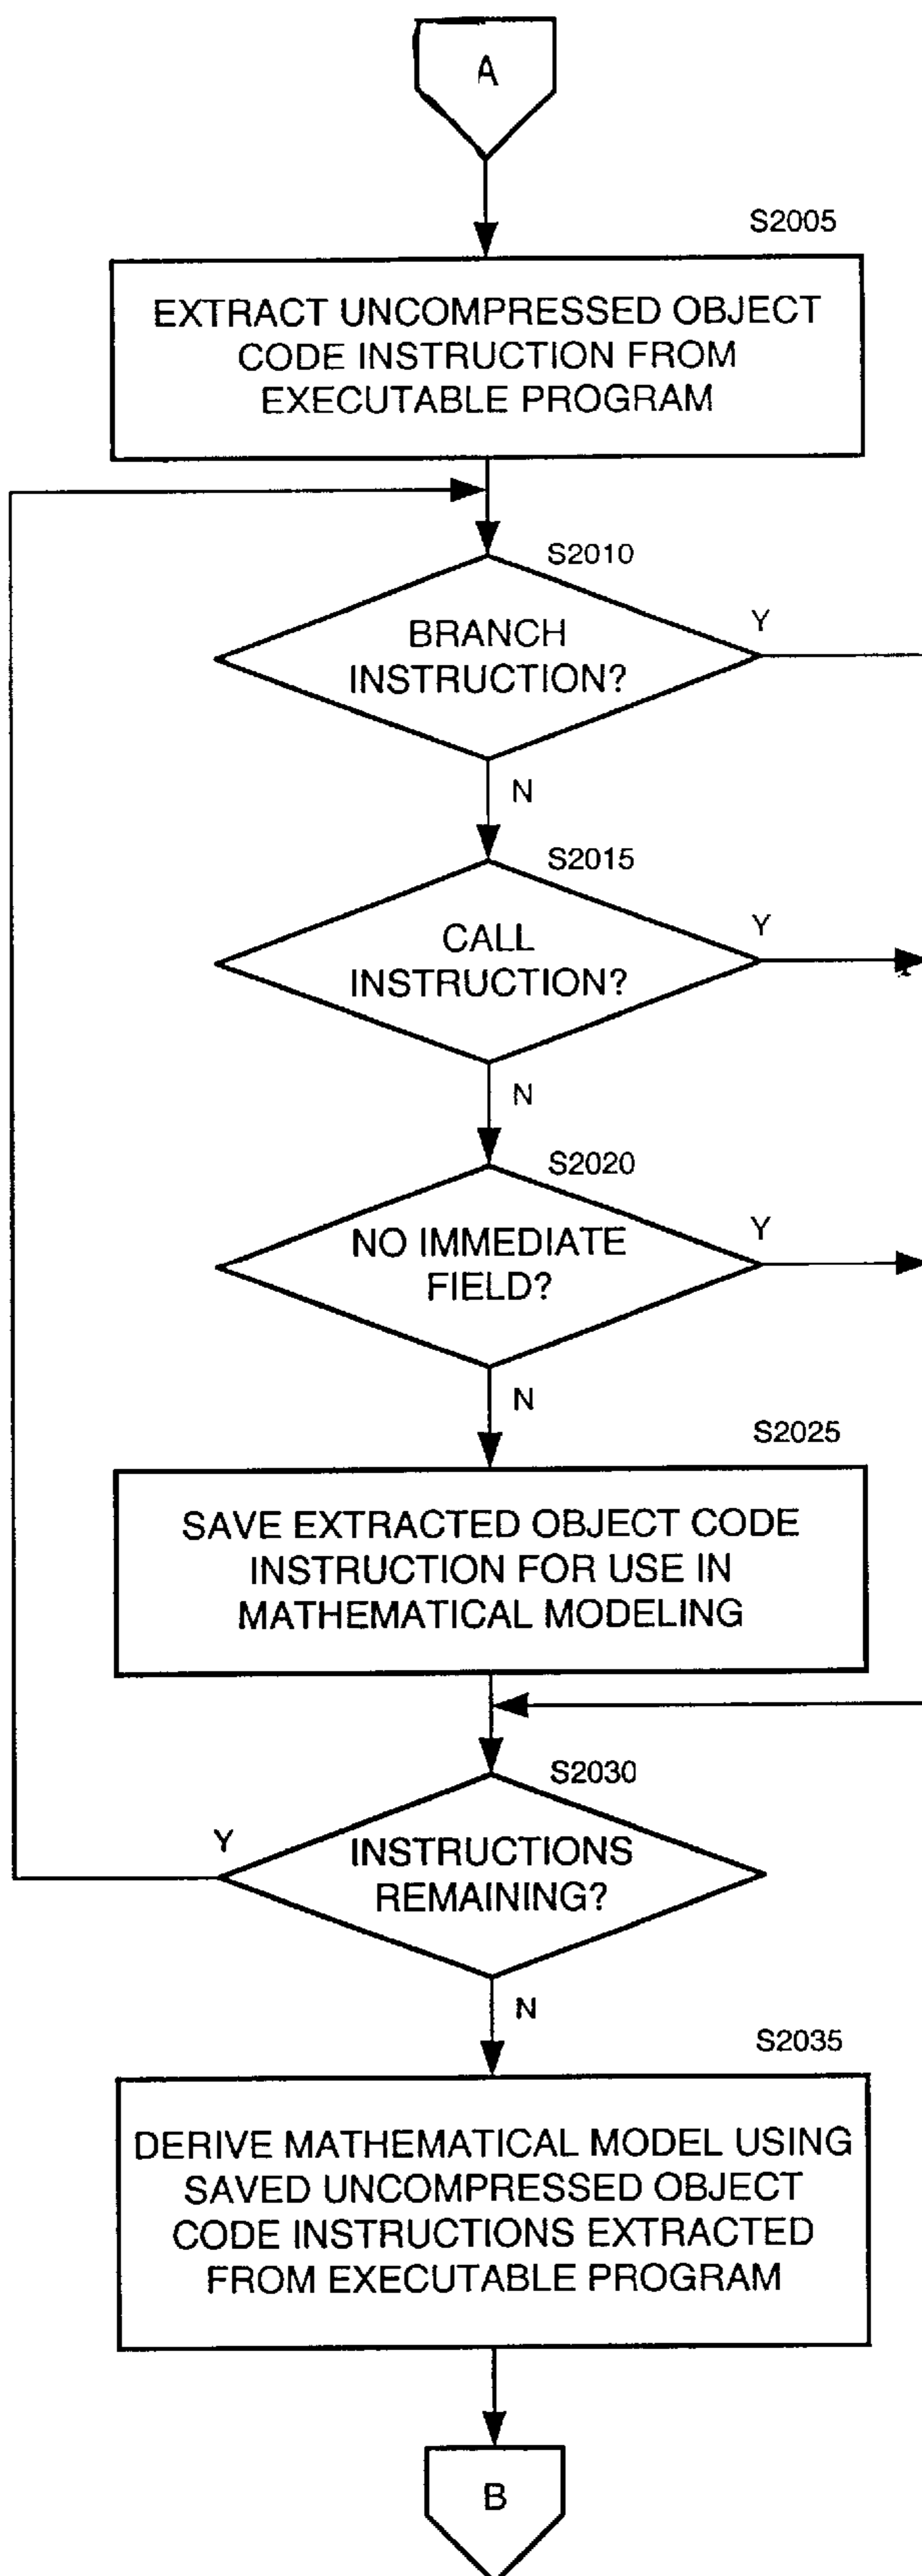 A
S2005
EXTRACT UNCOMPRESSED OBJECT
CODE INSTRUCTION FROM
EXECUTABLE PROGRAM
S2010
BRANCH
INSTRUCTION?
Y
N
S2015
CALL
INSTRUCTION?
Y
N
S2020
NO IMMEDIATE
FIELD?
Y
N
S2025
SAVE EXTRACTED OBJECT CODE
INSTRUCTION FOR USE IN
MATHEMATICAL MODELING
S2030
Y
INSTRUCTIONS
REMAINING?
N
S2035
DERIVE MATHEMATICAL MODEL USING
SAVED UNCOMPRESSED OBJECT
CODE INSTRUCTIONS EXTRACTED
FROM EXECUTABLE PROGRAM
B